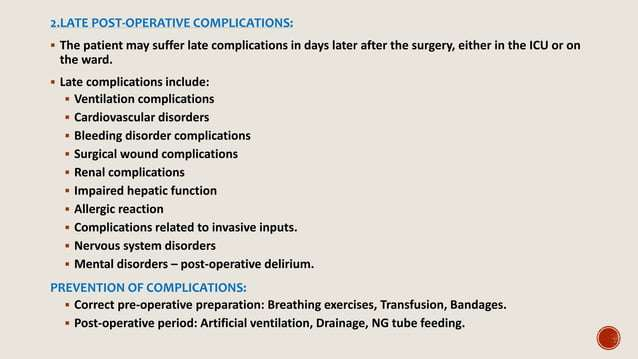 2.LATE POST-OPERATIVE COMPLICATIONS:
▪ The patient may suffer late complications in days later after the surgery, either in the ICU or on
the ward.
▪ Late complications include:
▪ Ventilation complications
▪ Cardiovascular disorders
▪ Bleeding disorder complications
▪ Surgical wound complications
▪ Renal complications
▪ Impaired hepatic function
▪ Allergic reaction
▪ Complications related to invasive inputs.
▪ Nervous system disorders
▪ Mental disorders – post-operative delirium.
PREVENTION OF COMPLICATIONS:
▪ Correct pre-operative preparation: Breathing exercises, Transfusion, Bandages.
▪ Post-operative period: Artificial ventilation, Drainage, NG tube feeding.